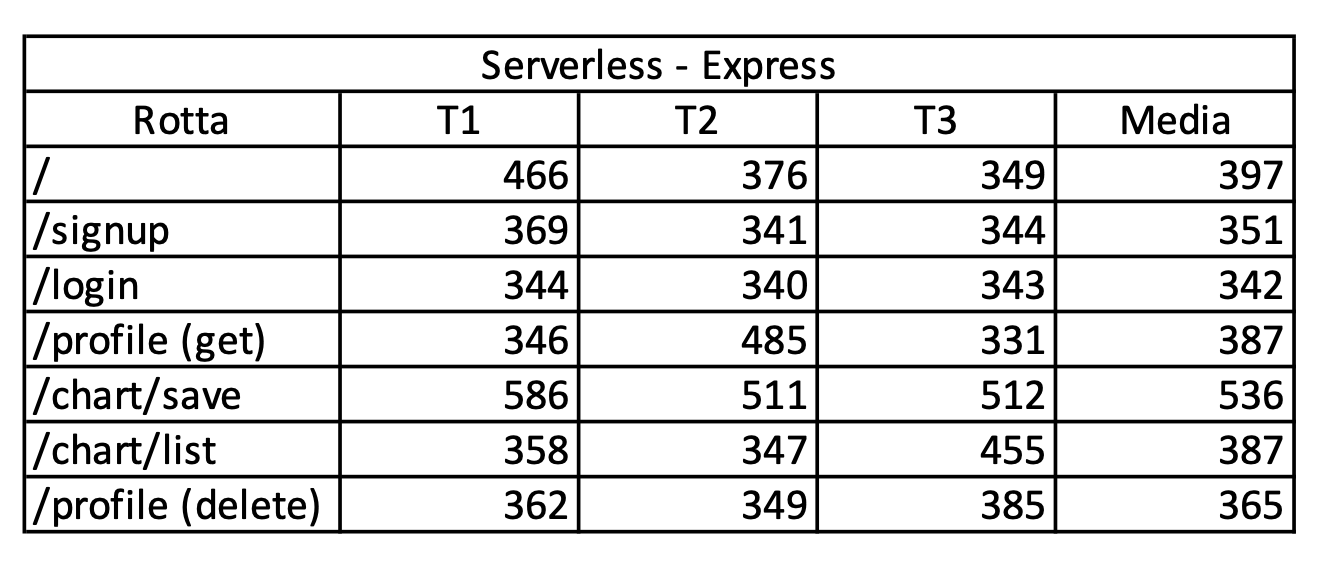 Serverless - Express
Rotta T1 T2 T3 Media
/ 466 376 349 397
/signup 369 341 344 351
/login 344 340 343 342
/profile (get) 346 485 331 387
/chart/save 586 511 512 536
/chart/list 358 347 455 387
/profile (delete) 362 349 385 365